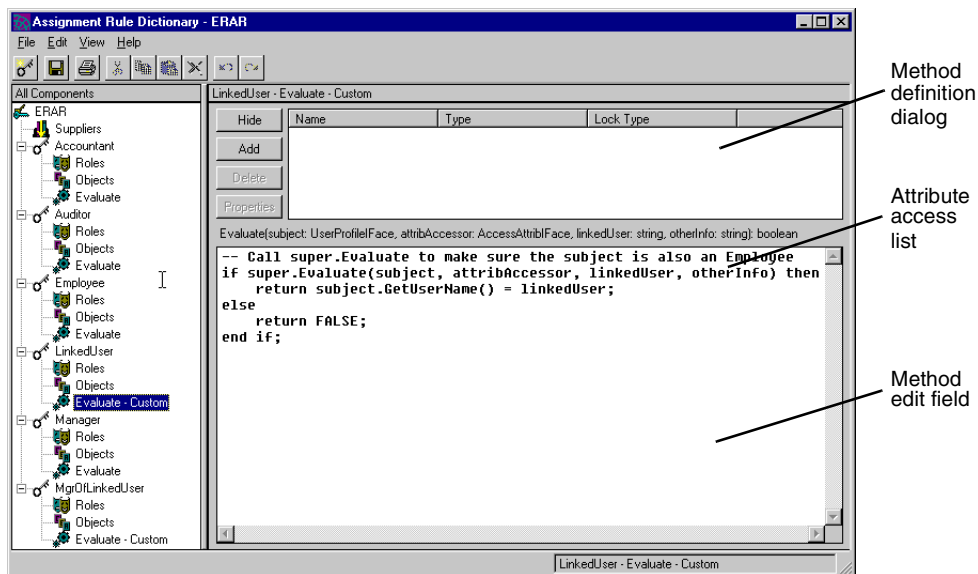 Assignment Rule Dictionary - ERAR
File Edit View Help
All Components
ERAR
Suppliers
Accountant
Roles
Objects
Evaluate
Auditor
Roles
Objects
Evaluate
Employee
Roles
Objects
Evaluate
LinkedUser
Roles
Objects
Evaluate - Custom
Manager
Roles
Objects
Evaluate
MgrOfLinkedUser
Roles
Objects
Evaluate - Custom
LinkedUser - Evaluate - Custom
Hide
Add
Delete
Properties
Name Type Lock Type
Evaluate(subject: UserProfileIFace, attribAccessor: AccessAttribIFace, linkedUser: string, otherInfo: string): boolean
-- Call super.Evaluate to make sure the subject is also an Employee
if super.Evaluate(subject, attribAccessor, linkedUser, otherInfo) then
return subject.GetUserName() = linkedUser;
else
return FALSE;
end if;
LinkedUser - Evaluate - Custom
Method
definition
dialog
Attribute
access
list
Method
edit field